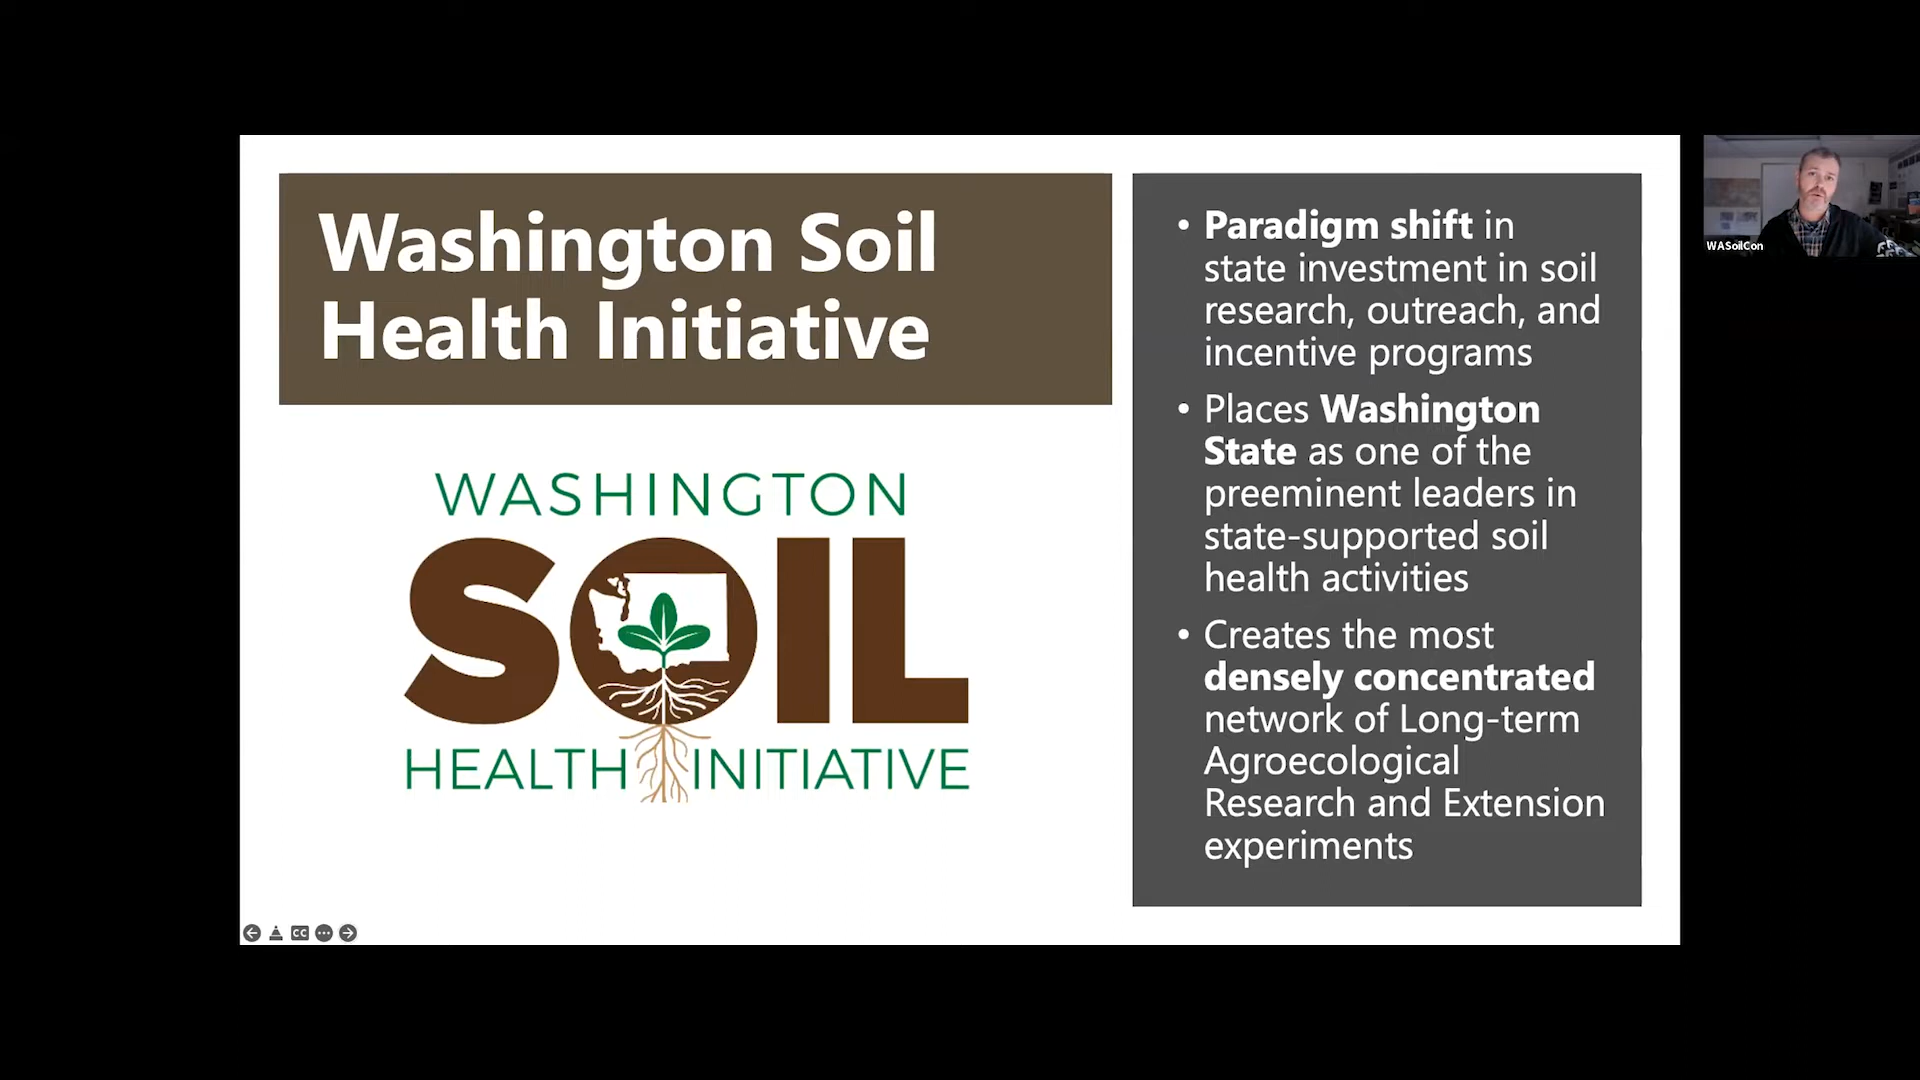 Washington Soil
Health Initiative
WASHINGTON
SOIL
HEALTH INITIATIVE
• Paradigm shift in
state investment in soil
research, outreach, and
incentive programs
• Places Washington
State as one of the
preeminent leaders in
state-supported soil
health activities
• Creates the most
densely concentrated
network of Long-term
Agroecological
Research and Extension
experiments
WASoilCon
CC